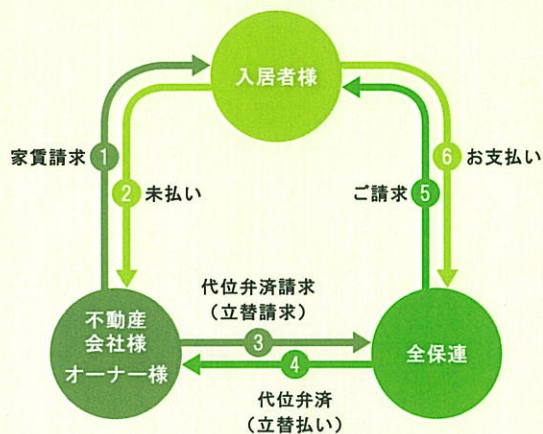 入居者様
家賃請求 1
2 未払い
ご請求 5
6 お支払い
代位弁済請求
（立替請求）
3
不動産
会社様
オーナー様
全保連
4
代位弁済
（立替払い）